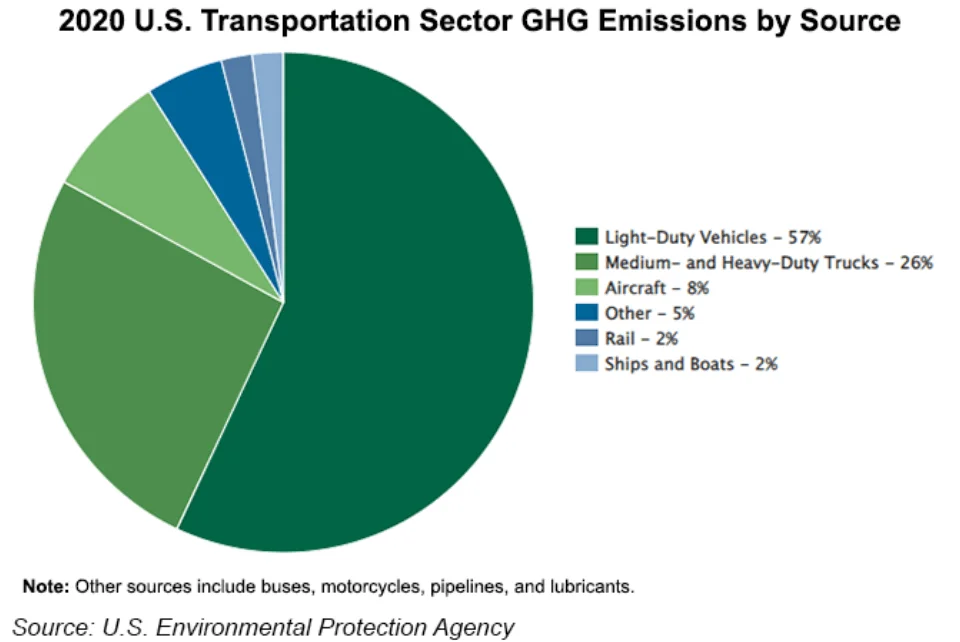 2020 U.S. Transportation Sector GHG Emissions by Source
Light-Duty Vehicles – 57%
Medium- and Heavy-Duty Trucks – 26%
Aircraft – 8%
Other – 5%
Rail – 2%
Ships and Boats – 2%
Note: Other sources include buses, motorcycles, pipelines, and lubricants.
Source: U.S. Environmental Protection Agency